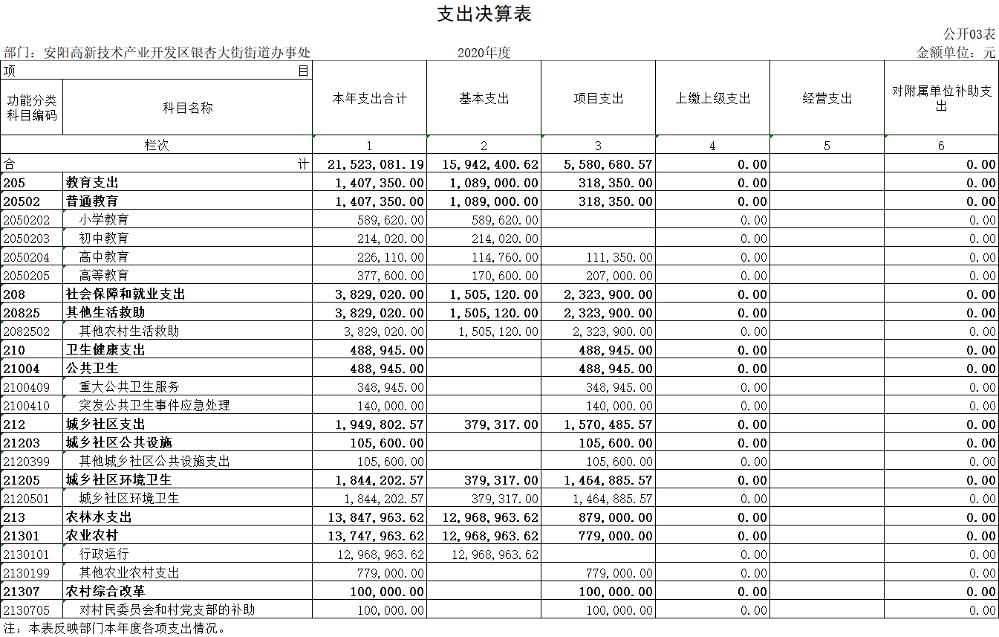 支出决算表
公开03表
部门：安阳高新技术产业开发区银杏大街街道办事处 2020年度 金额单位：元
项 目 本年支出合计 基本支出 项目支出 上缴上级支出 经营支出 对附属单位补助支出
功能分类科目编码 科目名称
栏次 1 2 3 4 5 6
合 计 21,523,081.19 15,942,400.62 5,580,680.57 0.00 0.00
205 教育支出 1,407,350.00 1,089,000.00 318,350.00 0.00 0.00
20502 普通教育 1,407,350.00 1,089,000.00 318,350.00 0.00 0.00
2050202 小学教育 589,620.00 589,620.00 0.00 0.00
2050203 初中教育 214,020.00 214,020.00 0.00 0.00
2050204 高中教育 226,110.00 114,760.00 111,350.00 0.00 0.00
2050205 高等教育 377,600.00 170,600.00 207,000.00 0.00 0.00
208 社会保障和就业支出 3,829,020.00 1,505,120.00 2,323,900.00 0.00 0.00
20825 其他生活救助 3,829,020.00 1,505,120.00 2,323,900.00 0.00 0.00
2082502 其他农村生活救助 3,829,020.00 1,505,120.00 2,323,900.00 0.00 0.00
210 卫生健康支出 488,945.00 488,945.00 0.00 0.00
21004 公共卫生 488,945.00 488,945.00 0.00 0.00
2100409 重大公共卫生服务 348,945.00 348,945.00 0.00 0.00
2100410 突发公共卫生事件应急处理 140,000.00 140,000.00 0.00 0.00
212 城乡社区支出 1,949,802.57 379,317.00 1,570,485.57 0.00 0.00
21203 城乡社区公共设施 105,600.00 105,600.00 0.00 0.00
2120399 其他城乡社区公共设施支出 105,600.00 105,600.00 0.00 0.00
21205 城乡社区环境卫生 1,844,202.57 379,317.00 1,464,885.57 0.00 0.00
2120501 城乡社区环境卫生 1,844,202.57 379,317.00 1,464,885.57 0.00 0.00
213 农林水支出 13,847,963.62 12,968,963.62 879,000.00 0.00 0.00
21301 农业农村 13,747,963.62 12,968,963.62 779,000.00 0.00 0.00
2130101 行政运行 12,968,963.62 12,968,963.62 0.00 0.00
2130199 其他农业农村支出 779,000.00 779,000.00 0.00 0.00
21307 农村综合改革 100,000.00 100,000.00 0.00 0.00
2130705 对村民委员会和村党支部的补助 100,000.00 100,000.00 0.00 0.00
注：本表反映部门本年度各项支出情况。